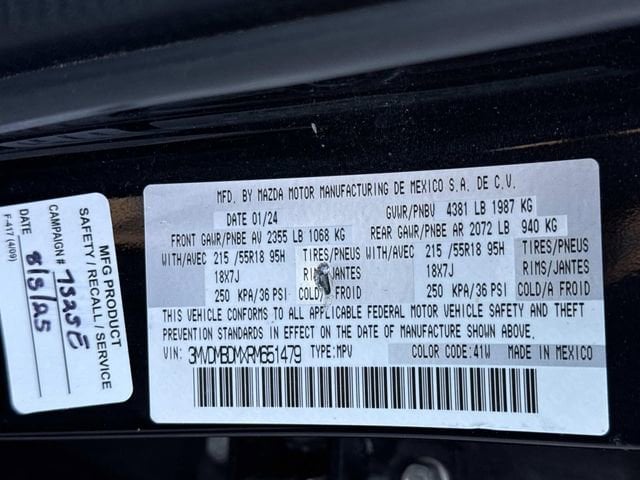 MFG PRODUCT
SAFETY / RECALL / SERVICE
CAMPAIGN # 7325E
DATE 8/5/25
F-417 (4/09)
MFD. BY MAZDA MOTOR MANUFACTURING DE MEXICO S.A. DE C.V.
DATE 01/24 GVWR/PNBV 4381 LB 1987 KG
FRONT GAWR/PNBE AV 2355 LB 1068 KG REAR GAWR/PNBE AR 2072 LB 940 KG
WITH/AVEC 215 /55R18 95H TIRES/PNEUS WITH/AVEC 215 /55R18 95H TIRES/PNEUS
18X7J RIMS/JANTES 18X7J RIMS/JANTES
250 KPA/36 PSI COLD/A FROID 250 KPA/36 PSI COLD/A FROID
THIS VEHICLE CONFORMS TO ALL APPLICABLE FEDERAL MOTOR VEHICLE SAFETY AND THEFT
PREVENTION STANDARDS IN EFFECT ON THE DATE OF MANUFACTURE SHOWN ABOVE.
VIN: 3MVDMBDMXRM651479 TYPE:MPV COLOR CODE:41W MADE IN MEXICO